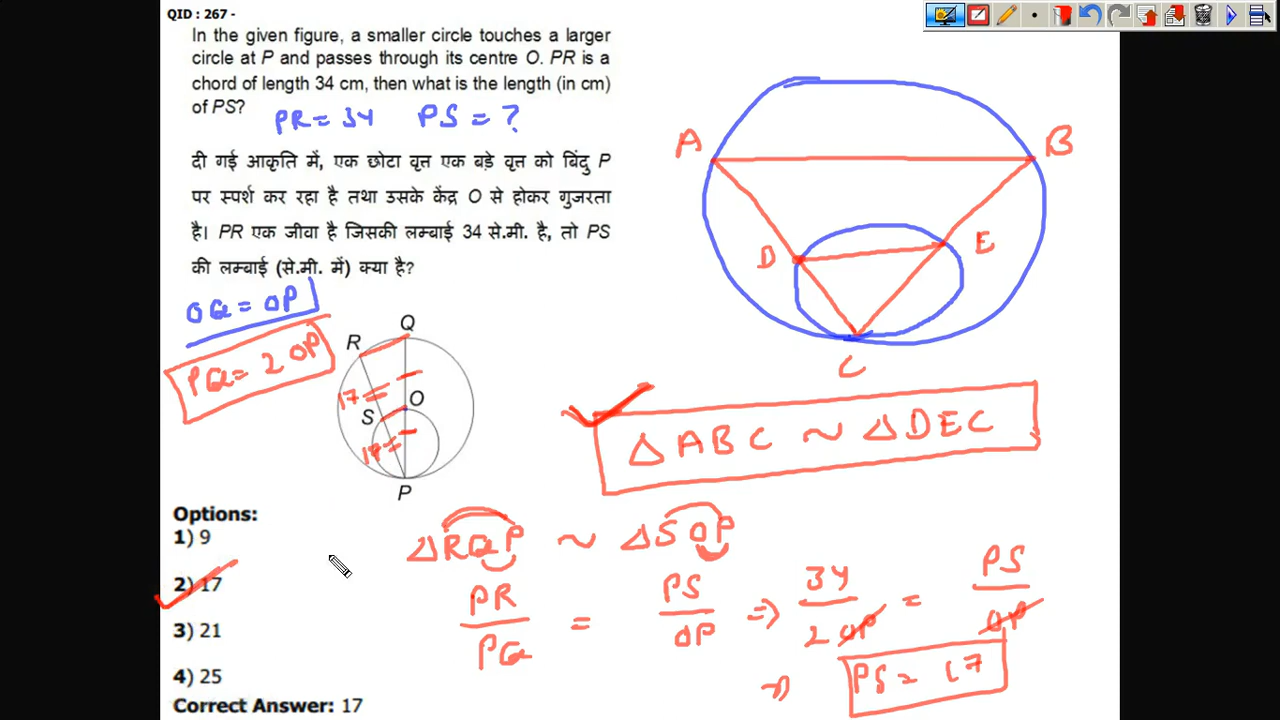 QID : 267 -
In the given figure, a smaller circle touches a larger
circle at P and passes through its centre O. PR is a
chord of length 34 cm, then what is the length (in cm)
of PS?
PR = 34 PS = ?
दी गई आकृति में, एक छोटा वृत्त एक बड़े वृत्त को बिंदु P
पर स्पर्श कर रहा है तथा उसके केंद्र O से होकर गुजरता
है। PR एक जीवा है जिसकी लम्बाई 34 से.मी. है, तो PS
की लम्बाई (से.मी. में) क्या है?
OQ = OP
PQ = 2 OP
Q
R
17
O
S
17
P
A
B
D
E
C
△ABC ~ △DEC
Options:
1) 9
2) 17
3) 21
4) 25
Correct Answer: 17
△RQP ~ △SOP
PR/PQ = PS/OP => 34/2OP = PS/OP
=> PS = 17